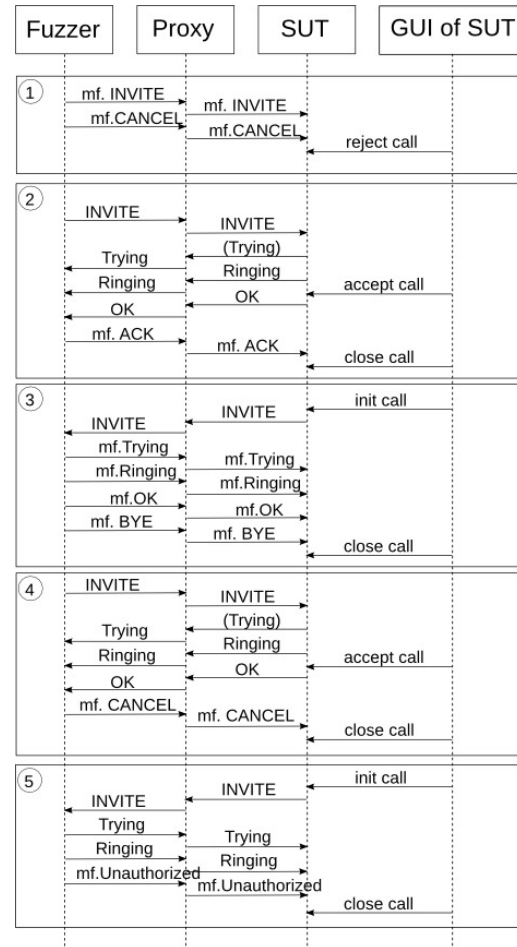 Fuzzer Proxy SUT GUI of SUT
1
mf. INVITE
mf. INVITE
mf.CANCEL
mf.CANCEL
reject call
2
INVITE
INVITE
(Trying)
Trying
Ringing
Ringing
accept call
OK
OK
mf. ACK
mf. ACK
close call
3
init call
INVITE
INVITE
mf.Trying
mf.Trying
mf.Ringing
mf.Ringing
mf.OK
mf.OK
mf. BYE
mf. BYE
close call
4
INVITE
INVITE
(Trying)
Trying
Ringing
Ringing
accept call
OK
OK
mf. CANCEL
mf. CANCEL
close call
5
init call
INVITE
INVITE
Trying
Trying
Ringing
Ringing
mf.Unauthorized
mf.Unauthorized
close call